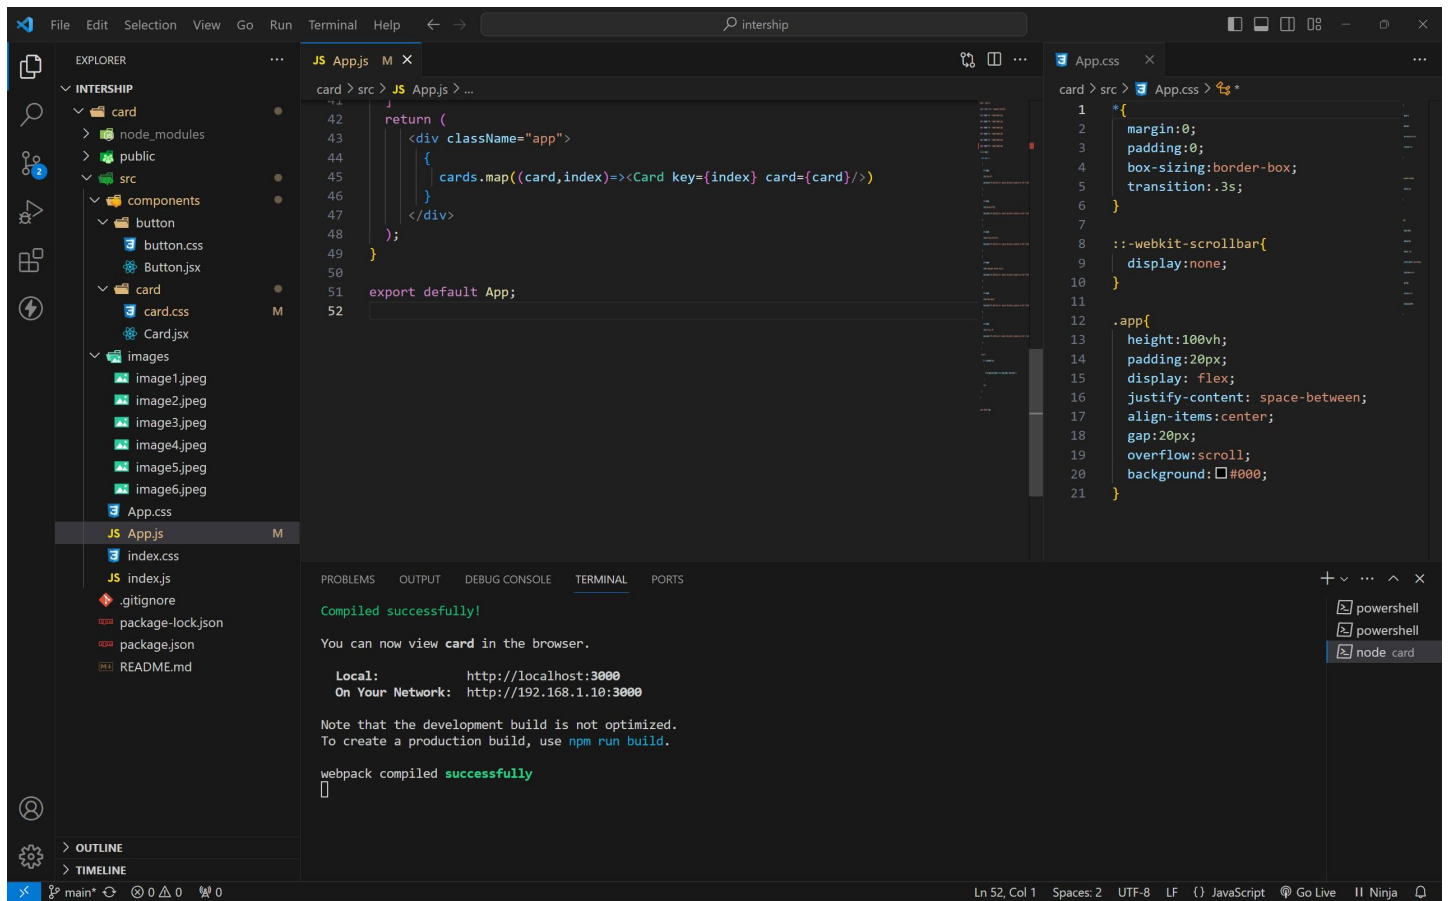 File Edit Selection View Go Run Terminal Help
intership
EXPLORER
INTERSHIP
card
node_modules
public
src
components
button
button.css
Button.jsx
card
card.css M
Card.jsx
images
image1.jpeg
image2.jpeg
image3.jpeg
image4.jpeg
image5.jpeg
image6.jpeg
App.css
JS App.js M
index.css
JS index.js
.gitignore
package-lock.json
package.json
README.md
OUTLINE
TIMELINE
JS App.js M
card > src > JS App.js > ...
41 ]
42 return (
43 <div className="app">
44 {
45 cards.map((card,index)=><Card key={index} card={card}/>)
46 }
47 </div>
48 );
49 }
50
51 export default App;
52
App.css
card > src > App.css > *
1 *{
2 margin:0;
3 padding:0;
4 box-sizing:border-box;
5 transition:.3s;
6 }
7
8 ::-webkit-scrollbar{
9 display:none;
10 }
11
12 .app{
13 height:100vh;
14 padding:20px;
15 display: flex;
16 justify-content: space-between;
17 align-items:center;
18 gap:20px;
19 overflow:scroll;
20 background:#000;
21 }
PROBLEMS OUTPUT DEBUG CONSOLE TERMINAL PORTS
Compiled successfully!
You can now view card in the browser.
Local: http://localhost:3000
On Your Network: http://192.168.1.10:3000
Note that the development build is not optimized.
To create a production build, use npm run build.
webpack compiled successfully
powershell
powershell
node card
2
main* 0 0 0
Ln 52, Col 1 Spaces: 2 UTF-8 LF {} JavaScript Go Live Ninja